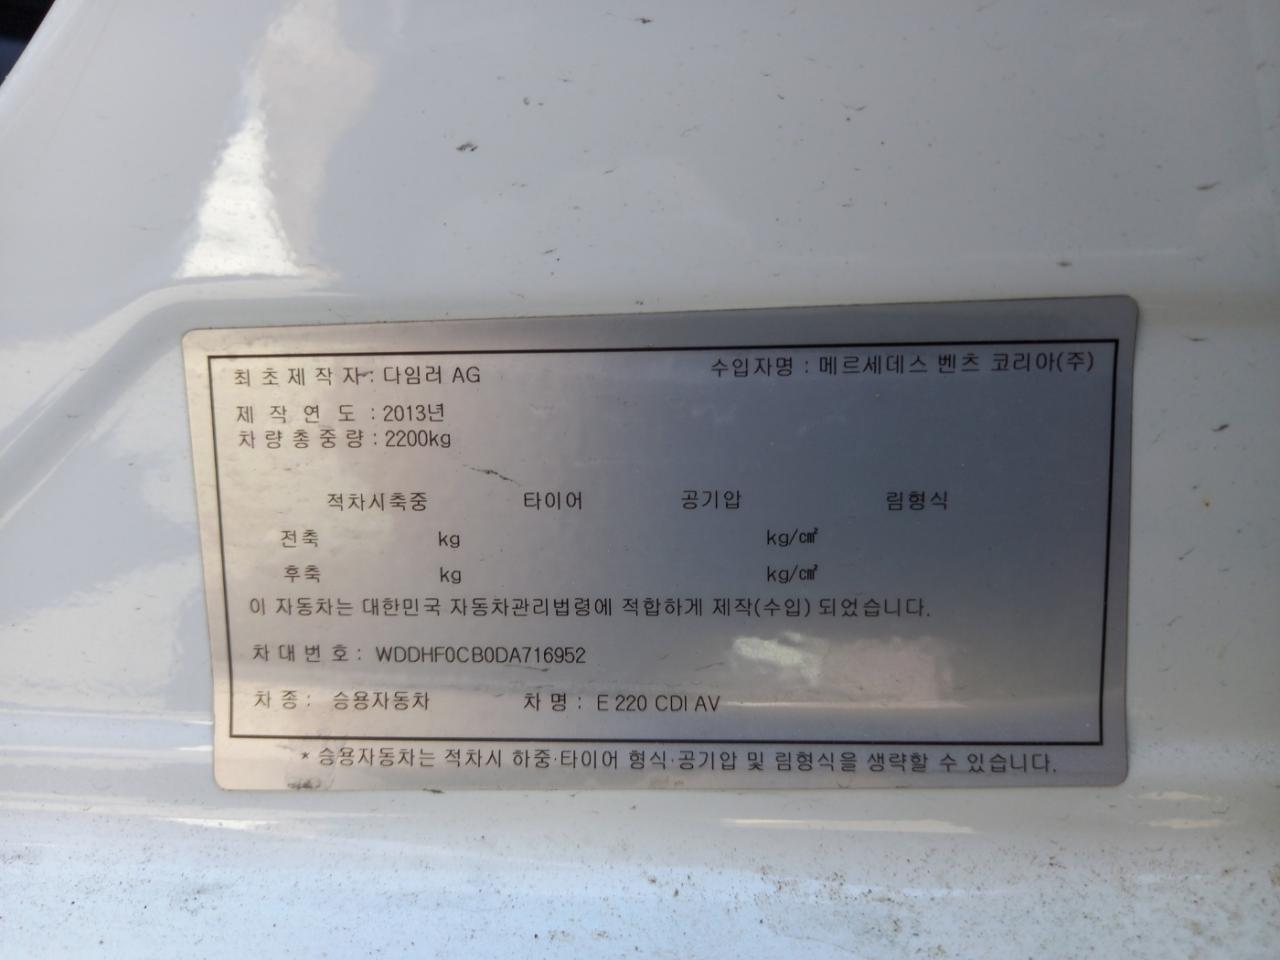 최초제작자 : 다임러 AG 수입자명 : 메르세데스 벤츠 코리아(주)
제 작 연 도 : 2013년
차량총중량 : 2200kg
적차시축중 타이어 공기압 림형식
전축 kg kg/㎠
후축 kg kg/㎠
이 자동차는 대한민국 자동차관리법령에 적합하게 제작(수입) 되었습니다.
차대번호 : WDDHF0CB0DA716952
차종 : 승용자동차 차명 : E 220 CDI AV
* 승용자동차는 적차시 하중·타이어 형식·공기압 및 림형식을 생략할 수 있습니다.